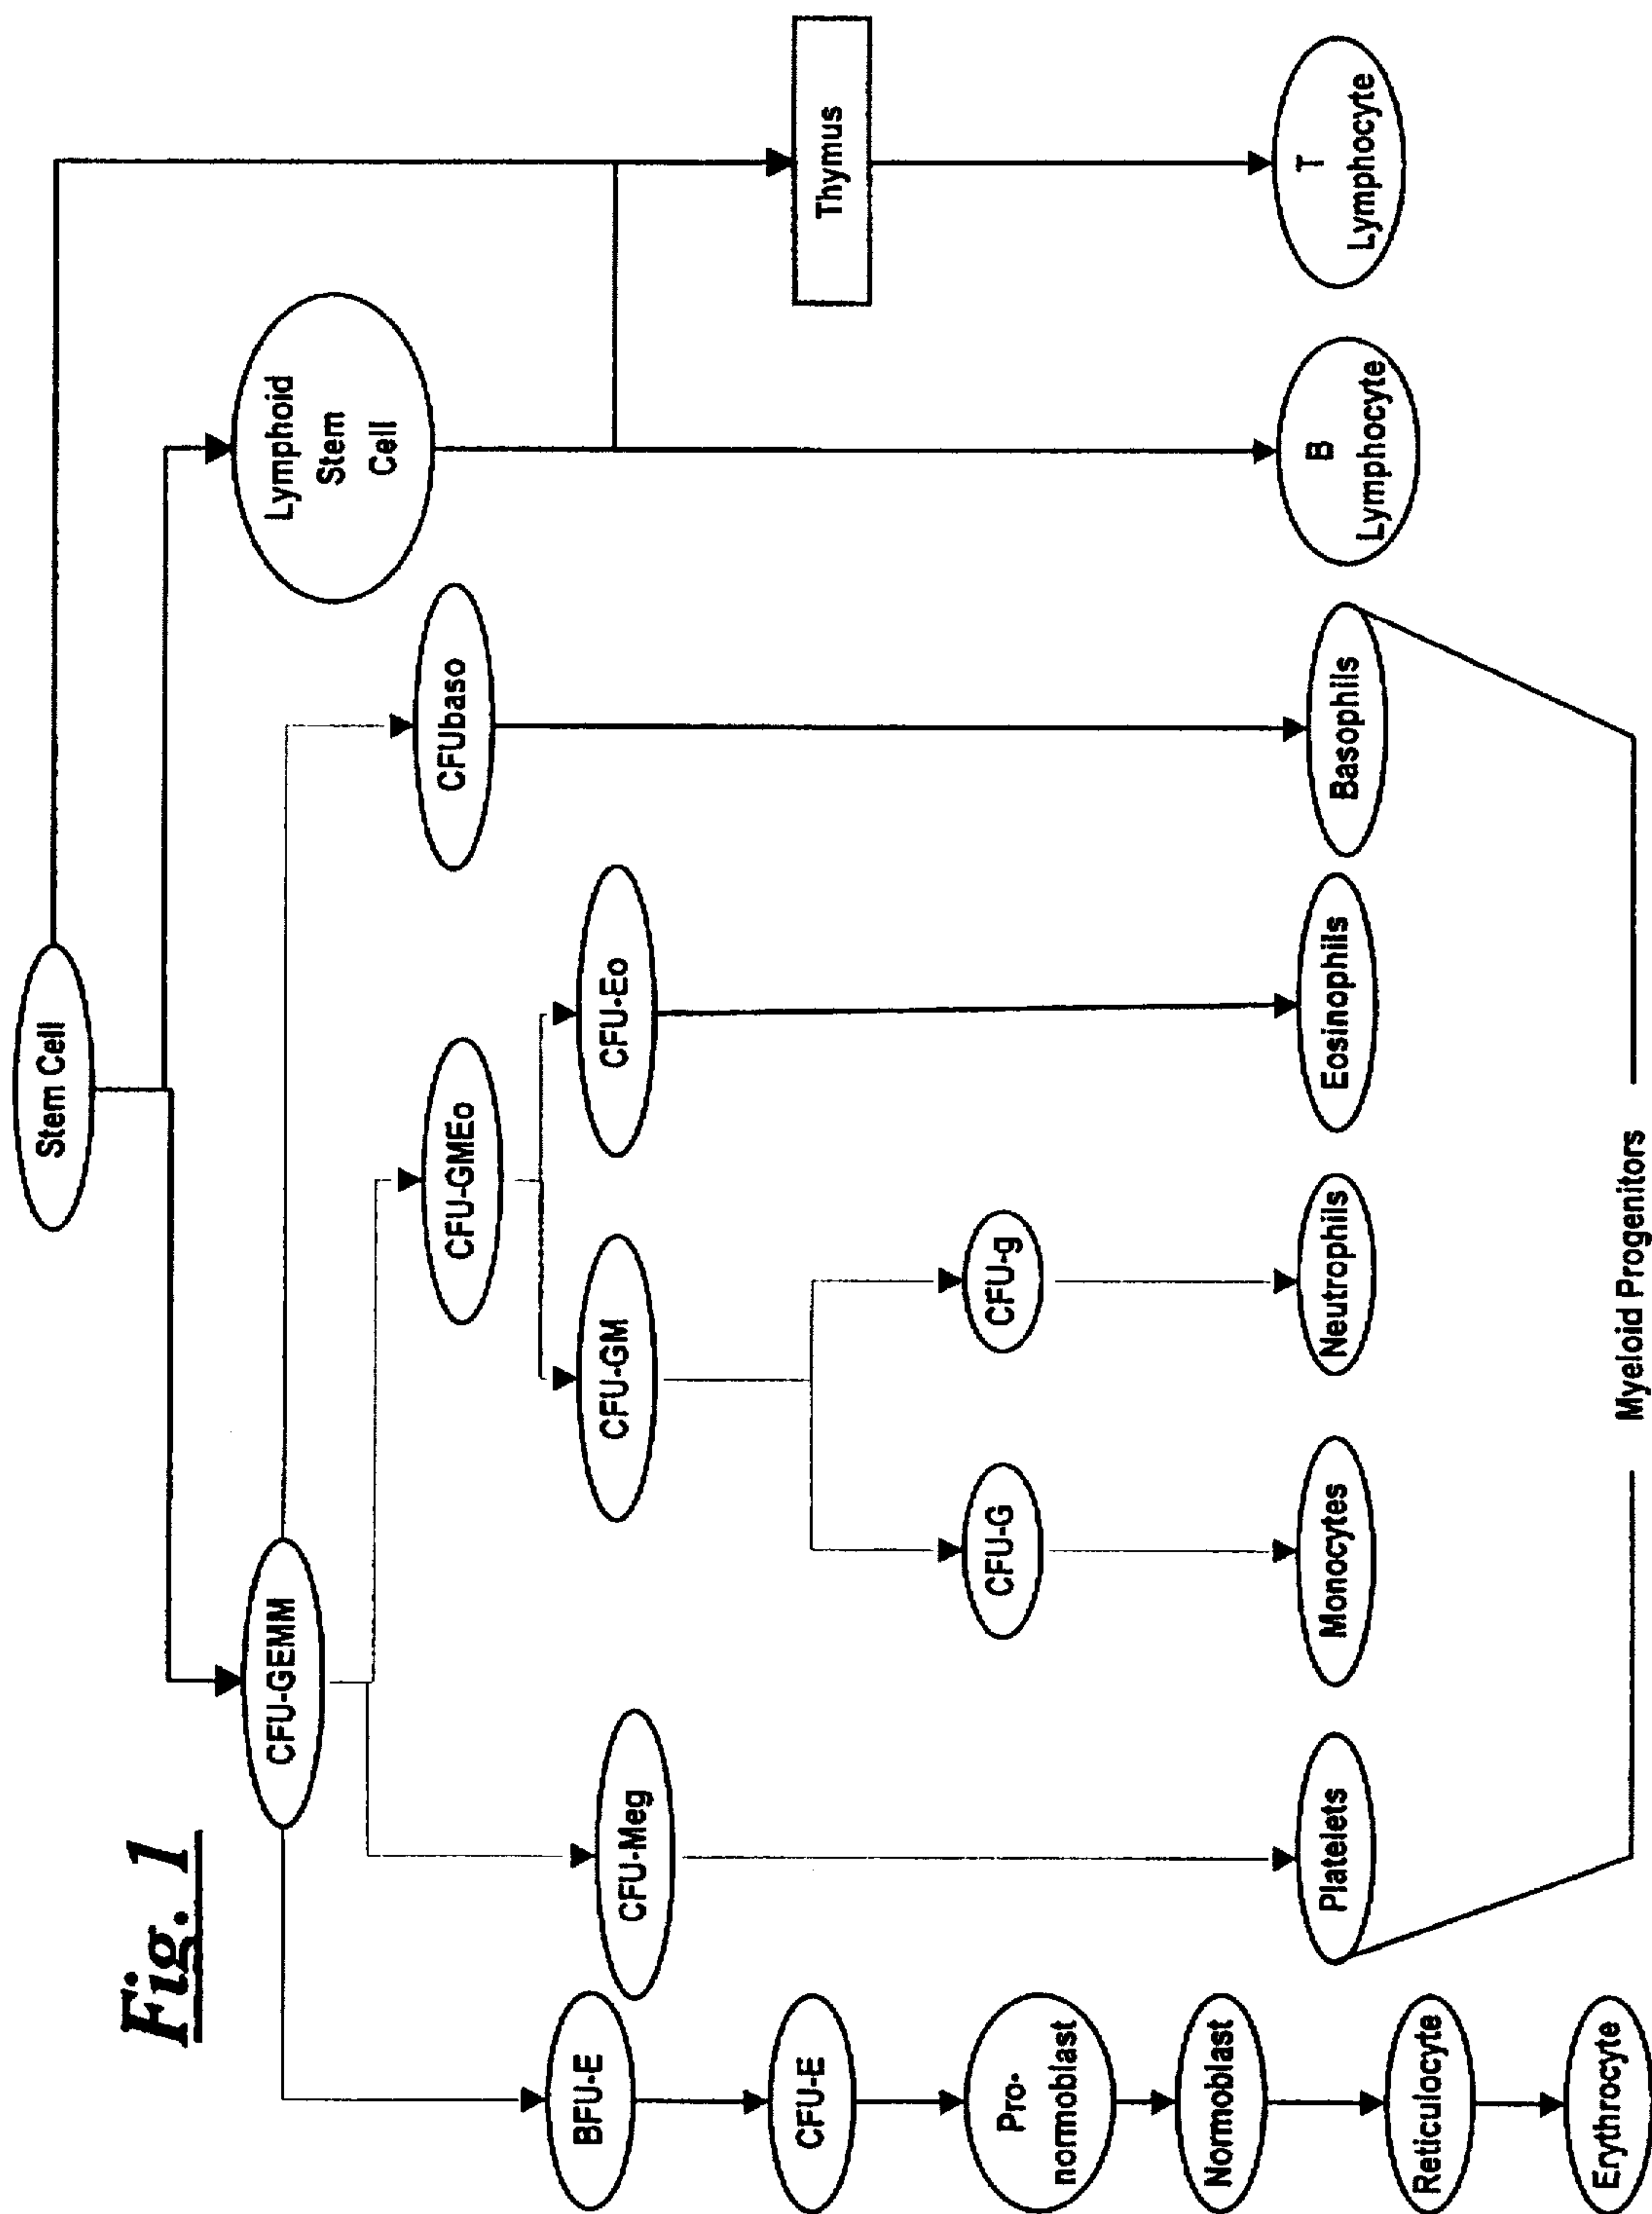 Fig. 1
Stem Cell
CFU-GEMM
Lymphoid
Stem
Cell
CFU-GMEo
CFUbaso
BFU-E
CFU-Meg
CFU-GM
CFU-Eo
CFU-E
Thymus
Pro-
normoblast
CFU-G
CFU-g
Normoblast
Platelets
Monocytes
Neutrophils
Eosinophils
Basophils
B
Lymphocyte
T
Lymphocyte
Reticulocyte
Erythrocyte
Myeloid Progenitors